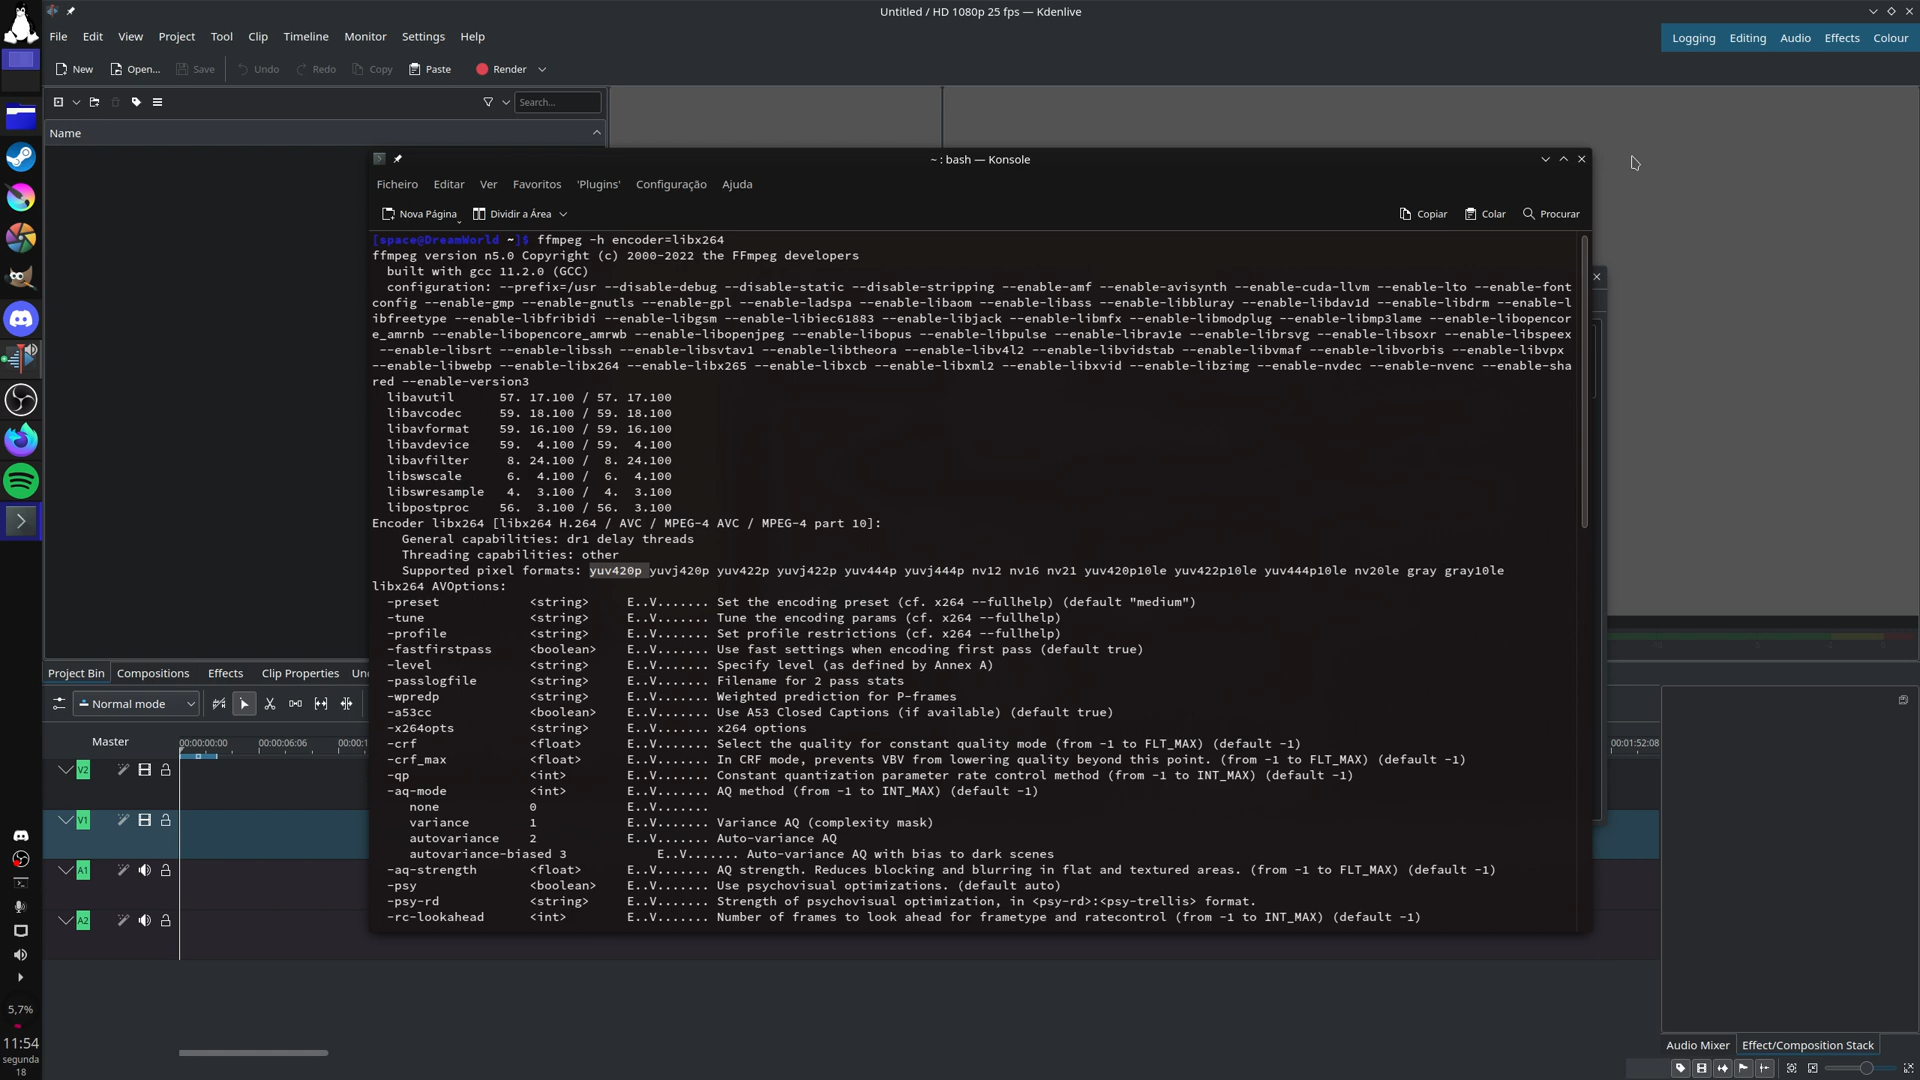 Untitled / HD 1080p 25 fps — Kdenlive
File Edit View Project Tool Clip Timeline Monitor Settings Help
Logging Editing Audio Effects Colour
New Open... Save Undo Redo Copy Paste Render
Search...
Name
~ : bash — Konsole
Ficheiro Editar Ver Favoritos 'Plugins' Configuração Ajuda
Nova Página Dividir a Área Copiar Colar Procurar
[space@DreamWorld ~]$ ffmpeg -h encoder=libx264
ffmpeg version n5.0 Copyright (c) 2000-2022 the FFmpeg developers
built with gcc 11.2.0 (GCC)
configuration: --prefix=/usr --disable-debug --disable-static --disable-stripping --enable-amf --enable-avisynth --enable-cuda-llvm --enable-lto --enable-font
config --enable-gmp --enable-gnutls --enable-gpl --enable-ladspa --enable-libaom --enable-libass --enable-libbluray --enable-libdav1d --enable-libdrm --enable-l
ibfreetype --enable-libfribidi --enable-libgsm --enable-libiec61883 --enable-libjack --enable-libmfx --enable-libmodplug --enable-libmp3lame --enable-libopencor
e_amrnb --enable-libopencore_amrwb --enable-libopenjpeg --enable-libopus --enable-libpulse --enable-librav1e --enable-librsvg --enable-libsoxr --enable-libspeex
--enable-libsrt --enable-libssh --enable-libsvtav1 --enable-libtheora --enable-libv4l2 --enable-libvidstab --enable-libvmaf --enable-libvorbis --enable-libvpx
--enable-libwebp --enable-libx264 --enable-libx265 --enable-libxcb --enable-libxml2 --enable-libxvid --enable-libzimg --enable-nvdec --enable-nvenc --enable-sha
red --enable-version3
libavutil 57. 17.100 / 57. 17.100
libavcodec 59. 18.100 / 59. 18.100
libavformat 59. 16.100 / 59. 16.100
libavdevice 59. 4.100 / 59. 4.100
libavfilter 8. 24.100 / 8. 24.100
libswscale 6. 4.100 / 6. 4.100
libswresample 4. 3.100 / 4. 3.100
libpostproc 56. 3.100 / 56. 3.100
Encoder libx264 [libx264 H.264 / AVC / MPEG-4 AVC / MPEG-4 part 10]:
General capabilities: dr1 delay threads
Threading capabilities: other
Supported pixel formats: yuv420p yuvj420p yuv422p yuvj422p yuv444p yuvj444p nv12 nv16 nv21 yuv420p10le yuv422p10le yuv444p10le nv20le gray gray10le
libx264 AVOptions:
-preset <string> E..V....... Set the encoding preset (cf. x264 --fullhelp) (default "medium")
-tune <string> E..V....... Tune the encoding params (cf. x264 --fullhelp)
-profile <string> E..V....... Set profile restrictions (cf. x264 --fullhelp)
-fastfirstpass <boolean> E..V....... Use fast settings when encoding first pass (default true)
-level <string> E..V....... Specify level (as defined by Annex A)
-passlogfile <string> E..V....... Filename for 2 pass stats
-wpredp <string> E..V....... Weighted prediction for P-frames
-a53cc <boolean> E..V....... Use A53 Closed Captions (if available) (default true)
-x264opts <string> E..V....... x264 options
-crf <float> E..V....... Select the quality for constant quality mode (from -1 to FLT_MAX) (default -1)
-crf_max <float> E..V....... In CRF mode, prevents VBV from lowering quality beyond this point. (from -1 to FLT_MAX) (default -1)
-qp <int> E..V....... Constant quantization parameter rate control method (from -1 to INT_MAX) (default -1)
-aq-mode <int> E..V....... AQ method (from -1 to INT_MAX) (default -1)
none 0 E..V.......
variance 1 E..V....... Variance AQ (complexity mask)
autovariance 2 E..V....... Auto-variance AQ
autovariance-biased 3 E..V....... Auto-variance AQ with bias to dark scenes
-aq-strength <float> E..V....... AQ strength. Reduces blocking and blurring in flat and textured areas. (from -1 to FLT_MAX) (default -1)
-psy <boolean> E..V....... Use psychovisual optimizations. (default auto)
-psy-rd <string> E..V....... Strength of psychovisual optimization, in <psy-rd>:<psy-trellis> format.
-rc-lookahead <int> E..V....... Number of frames to look ahead for frametype and ratecontrol (from -1 to INT_MAX) (default -1)
Project Bin Compositions Effects Clip Properties Un
Normal mode
Master 00:00:00:00 00:00:06:06 00:00:1 00:01:52:08
V2
V1
A1
A2
5,7%
11:54
segunda
18
Audio Mixer Effect/Composition Stack